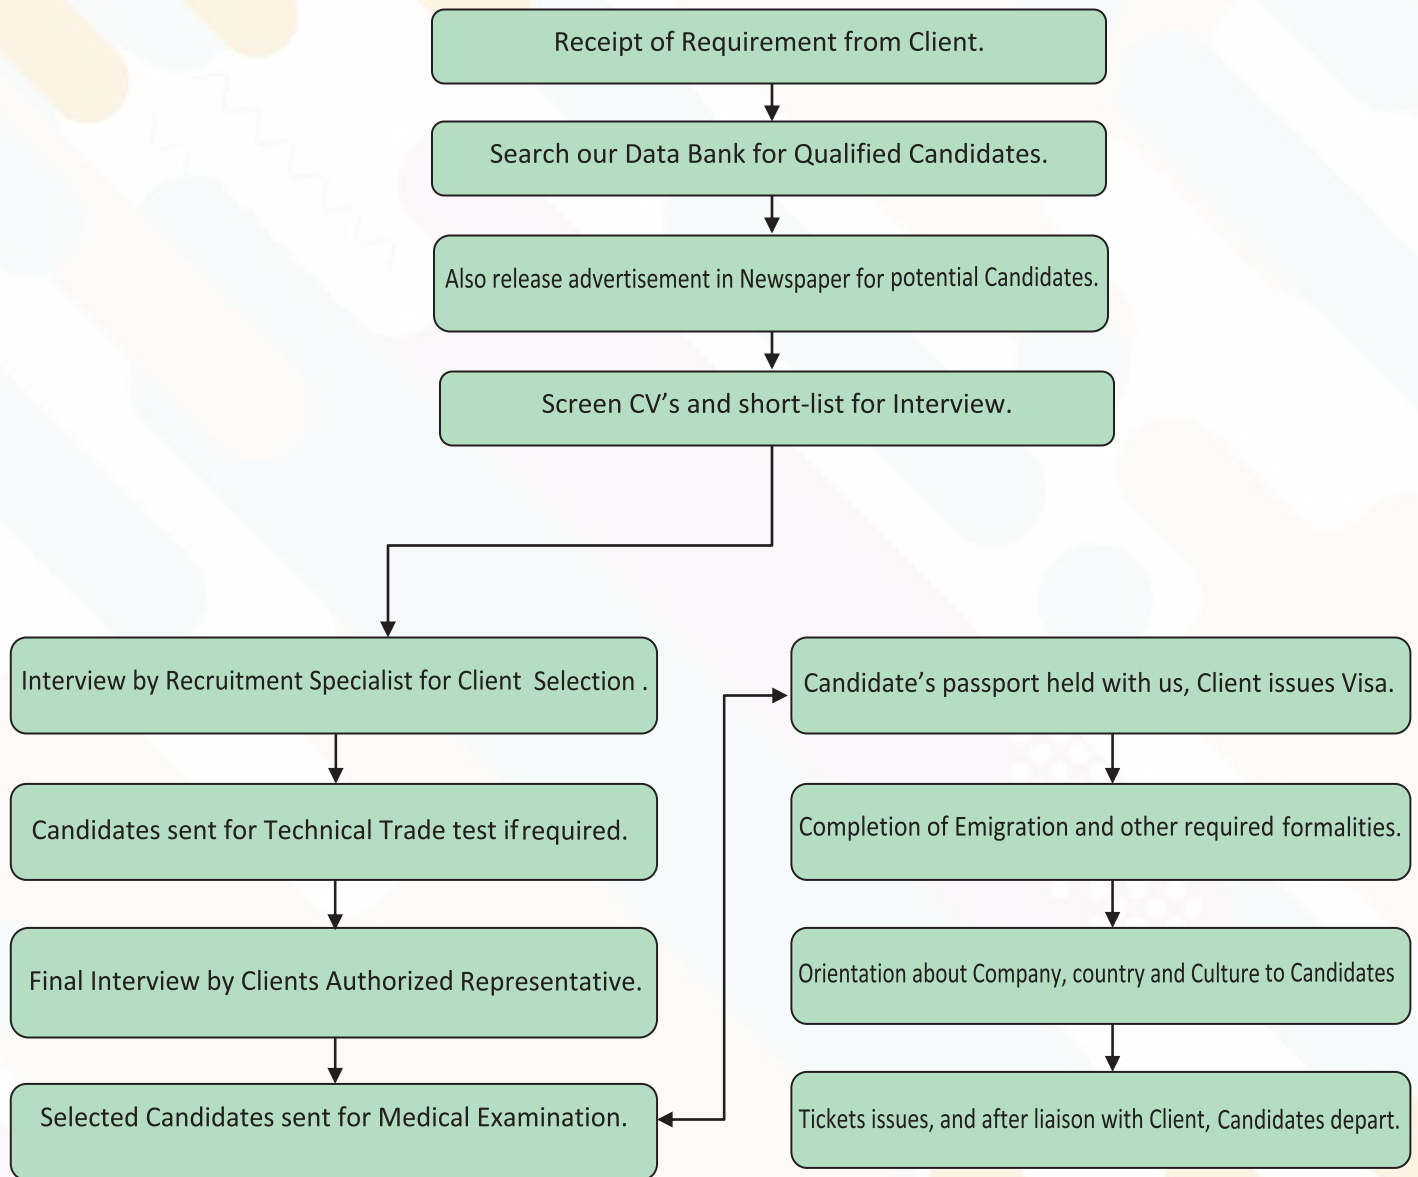 Receipt of Requirement from Client.
Search our Data Bank for Qualified Candidates.
Also release advertisement in Newspaper for potential Candidates.
Screen CV’s and short-list for Interview.
Interview by Recruitment Specialist for Client Selection .
Candidates sent for Technical Trade test if required.
Final Interview by Clients Authorized Representative.
Selected Candidates sent for Medical Examination.
Candidate’s passport held with us, Client issues Visa.
Completion of Emigration and other required formalities.
Orientation about Company, country and Culture to Candidates
Tickets issues, and after liaison with Client, Candidates depart.